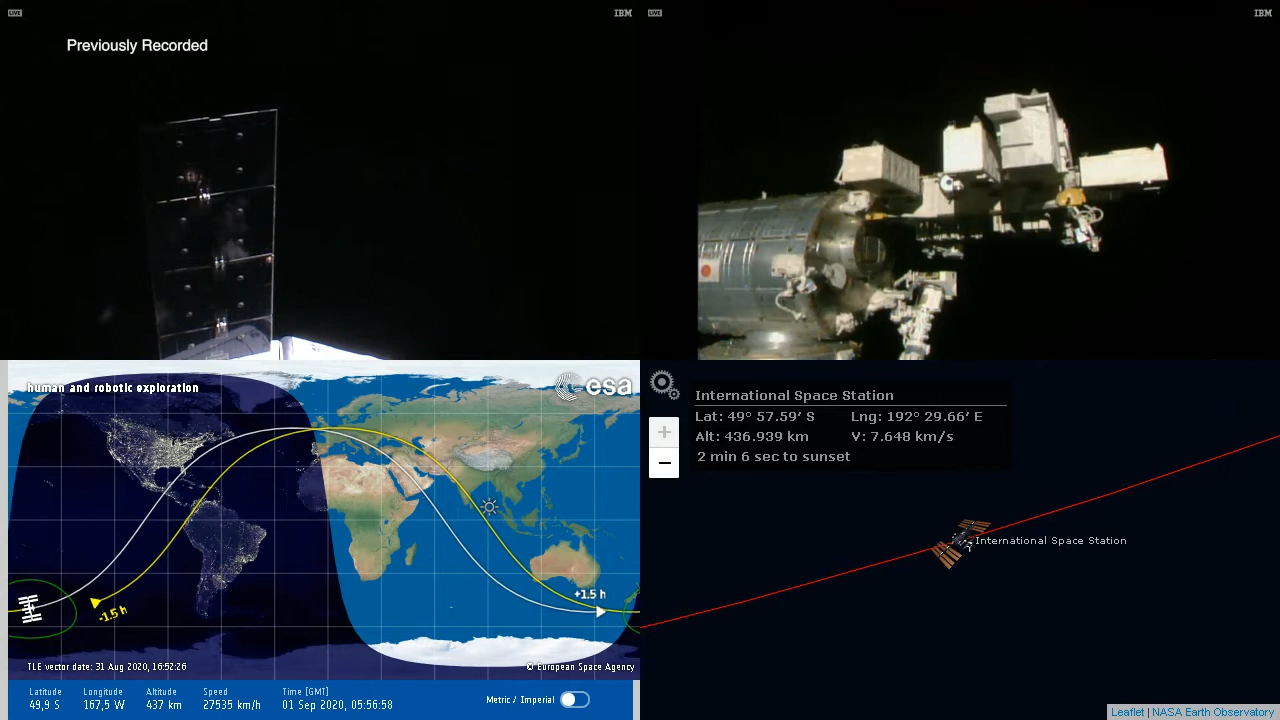 LIVE
IBM
Previously Recorded
LIVE
IBM
human and robotic exploration
esa
-1.5 h
+1.5 h
TLE vector date: 31 Aug 2020, 16:52:26
© European Space Agency
Latitude
Longitude
Altitude
Speed
Time [GMT]
49,9 S
167,5 W
437 km
27535 km/h
01 Sep 2020, 05:56:58
Metric / Imperial
International Space Station
Lat: 49° 57.59′ S
Lng: 192° 29.66′ E
Alt: 436.939 km
V: 7.648 km/s
2 min 6 sec to sunset
+
−
International Space Station
Leaflet | NASA Earth Observatory